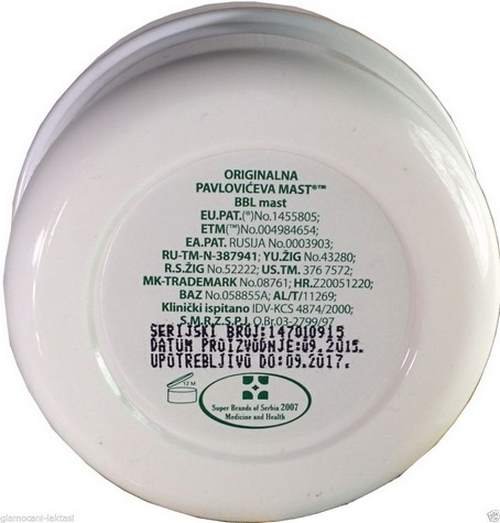 ORIGINALNA
PAVLOVIĆEVA MAST®™
BBL mast
EU.PAT.(®)No.1455805;
ETM(™)No.004984654;
EA.PAT. RUSIJA No.0003903;
RU-TM-N-387941; YU.ŽIG No.43280;
R.S.ŽIG No.52222; US.TM. 376 7572;
MK-TRADEMARK No.08761; HR.Z20051220;
BAZ No.058855A; AL/T/11269;
Klinički ispitano IDV-KCS 4874/2000;
S.M.R.Z.S.P.J. O.Br.03-2799/97
SERIJSKI BROJ:147010915
DATUM PROIZVODNJE:09.2015.
UPOTREBLJIVO DO:09.2017.
12 M
Super Brands of Serbia 2007
Medicine and Health
glamocani-laktasi